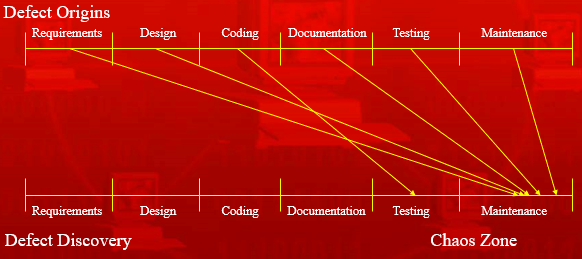 Defect Origins
Requirements Design Coding Documentation Testing Maintenance
Requirements Design Coding Documentation Testing Maintenance
Defect Discovery Chaos Zone